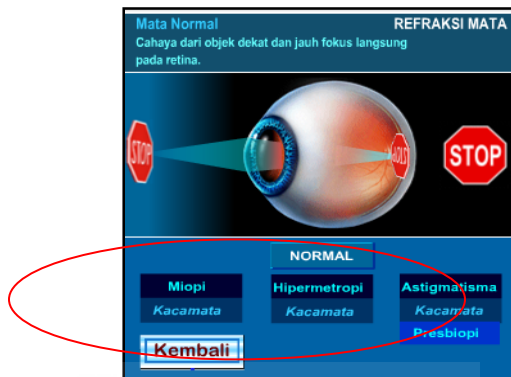 Mata Normal
REFRAKSI MATA
Cahaya dari objek dekat dan jauh fokus langsung
pada retina.
STOP
STOP
STOP
NORMAL
Miopi
Hipermetropi
Astigmatisma
Kacamata
Kacamata
Kacamata
Presbiopi
Kembali